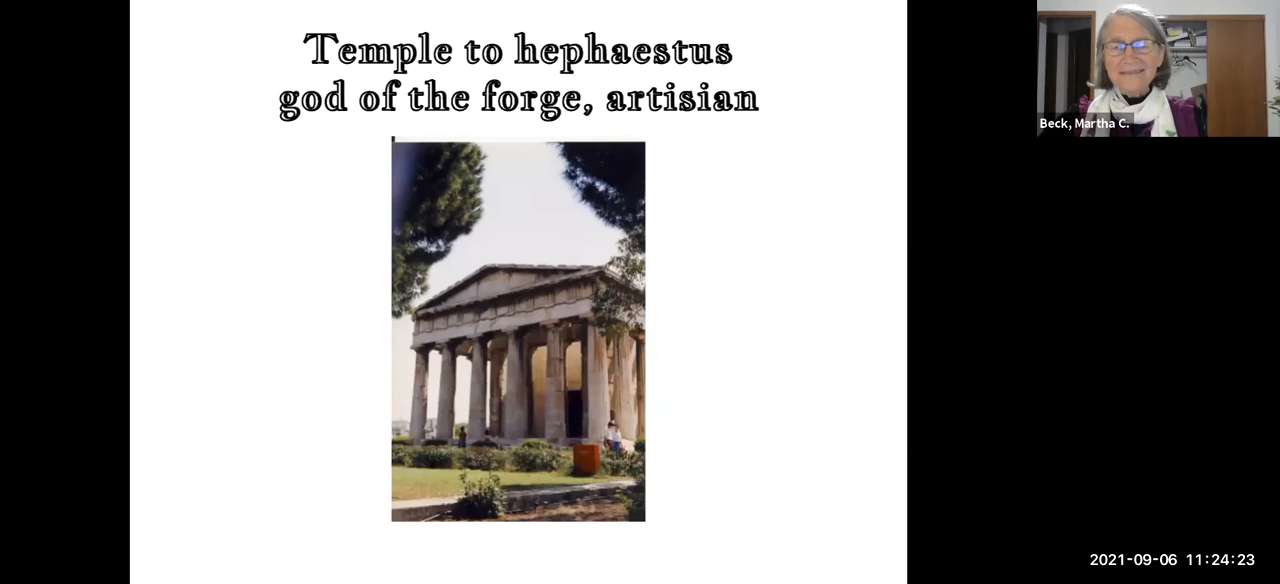 Temple to hephaestus
god of the forge, artisian
Beck, Martha C.
2021-09-06 11:24:23